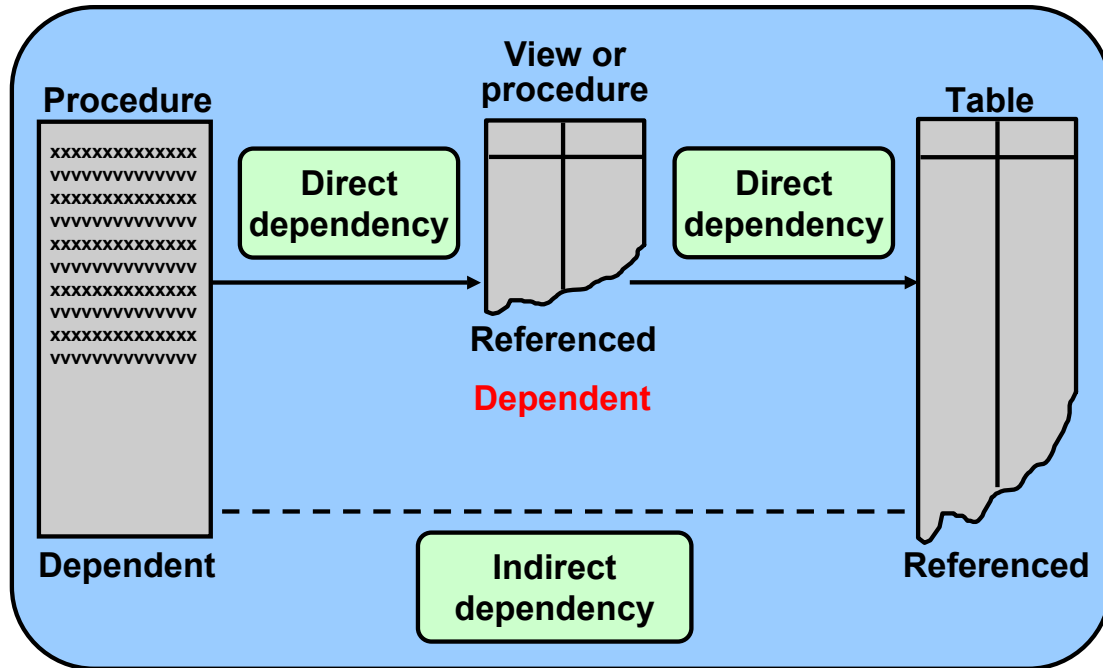 View or
procedure
Procedure
Table
xxxxxxxxxxxxxx
vvvvvvvvvvvvvv
xxxxxxxxxxxxxx
vvvvvvvvvvvvvv
xxxxxxxxxxxxxx
vvvvvvvvvvvvvv
xxxxxxxxxxxxxx
vvvvvvvvvvvvvv
xxxxxxxxxxxxxx
vvvvvvvvvvvvvv
Direct
dependency
Direct
dependency
Referenced
Dependent
Dependent
Indirect
dependency
Referenced